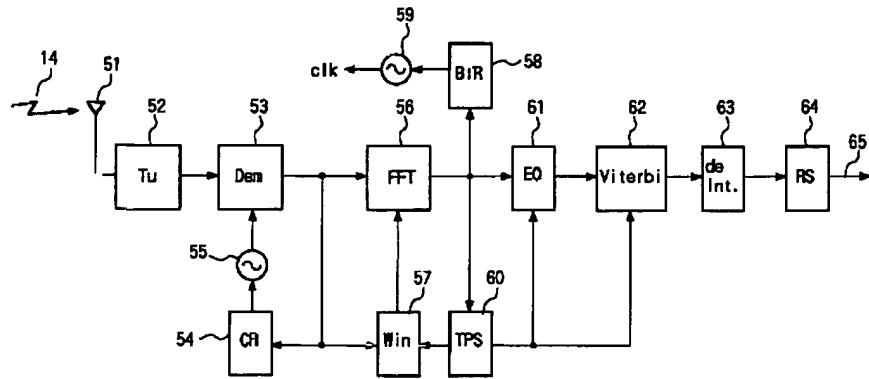 59
14
51
clk
BiR
58
52
53
56
61
62
63
64
65
Tu
Dem
FFT
EQ
Viterbi
de
Int.
RS
55
57
60
54
CR
Win
TPS